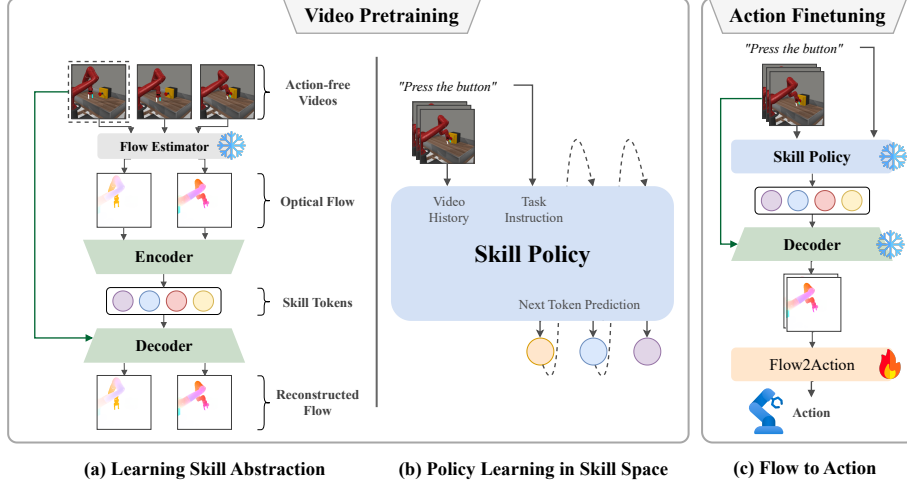 Video Pretraining
Action Finetuning
Action-free
Videos
Flow Estimator
Optical Flow
Encoder
Skill Tokens
Decoder
Reconstructed
Flow
(a) Learning Skill Abstraction
"Press the button"
Video
History
Task
Instruction
Skill Policy
Next Token Prediction
(b) Policy Learning in Skill Space
"Press the button"
Skill Policy
Decoder
Flow2Action
Action
(c) Flow to Action